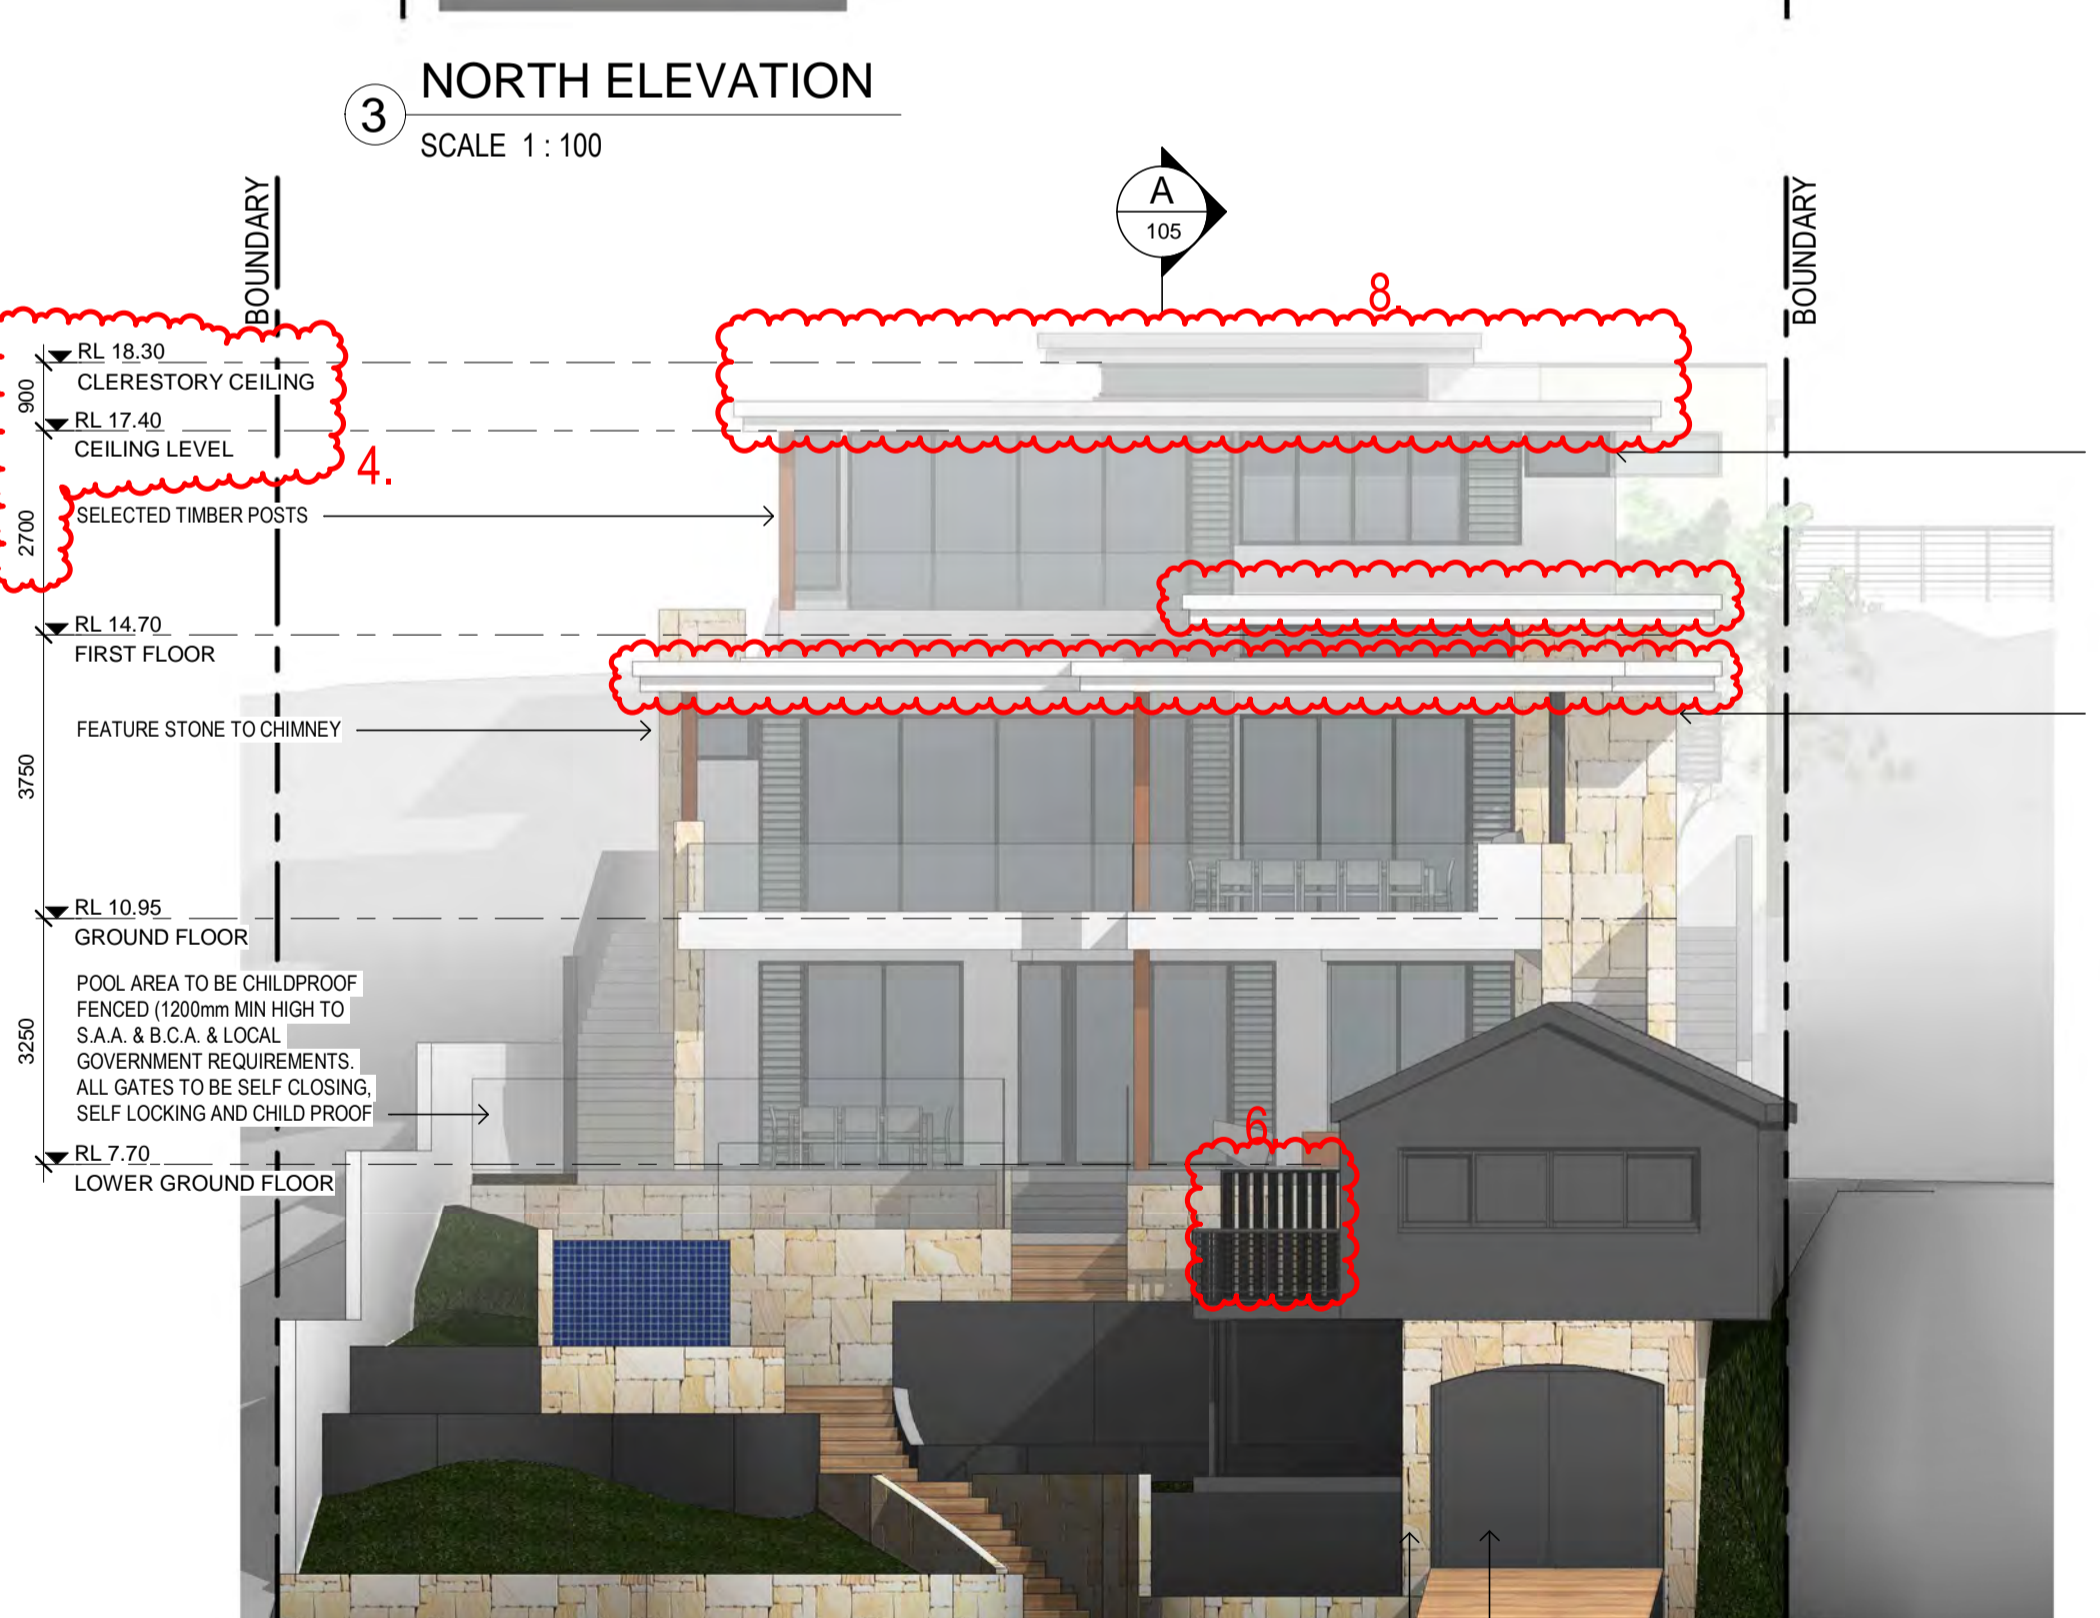 3
NORTH ELEVATION
SCALE 1 : 100
BOUNDARY
A
105
BOUNDARY
8.
RL 18.30
CLERESTORY CEILING
900
RL 17.40
CEILING LEVEL
4.
2700
SELECTED TIMBER POSTS
RL 14.70
FIRST FLOOR
FEATURE STONE TO CHIMNEY
3750
RL 10.95
GROUND FLOOR
POOL AREA TO BE CHILDPROOF
FENCED (1200mm MIN HIGH TO
S.A.A. & B.C.A. & LOCAL
GOVERNMENT REQUIREMENTS.
ALL GATES TO BE SELF CLOSING,
SELF LOCKING AND CHILD PROOF
3250
6.
RL 7.70
LOWER GROUND FLOOR